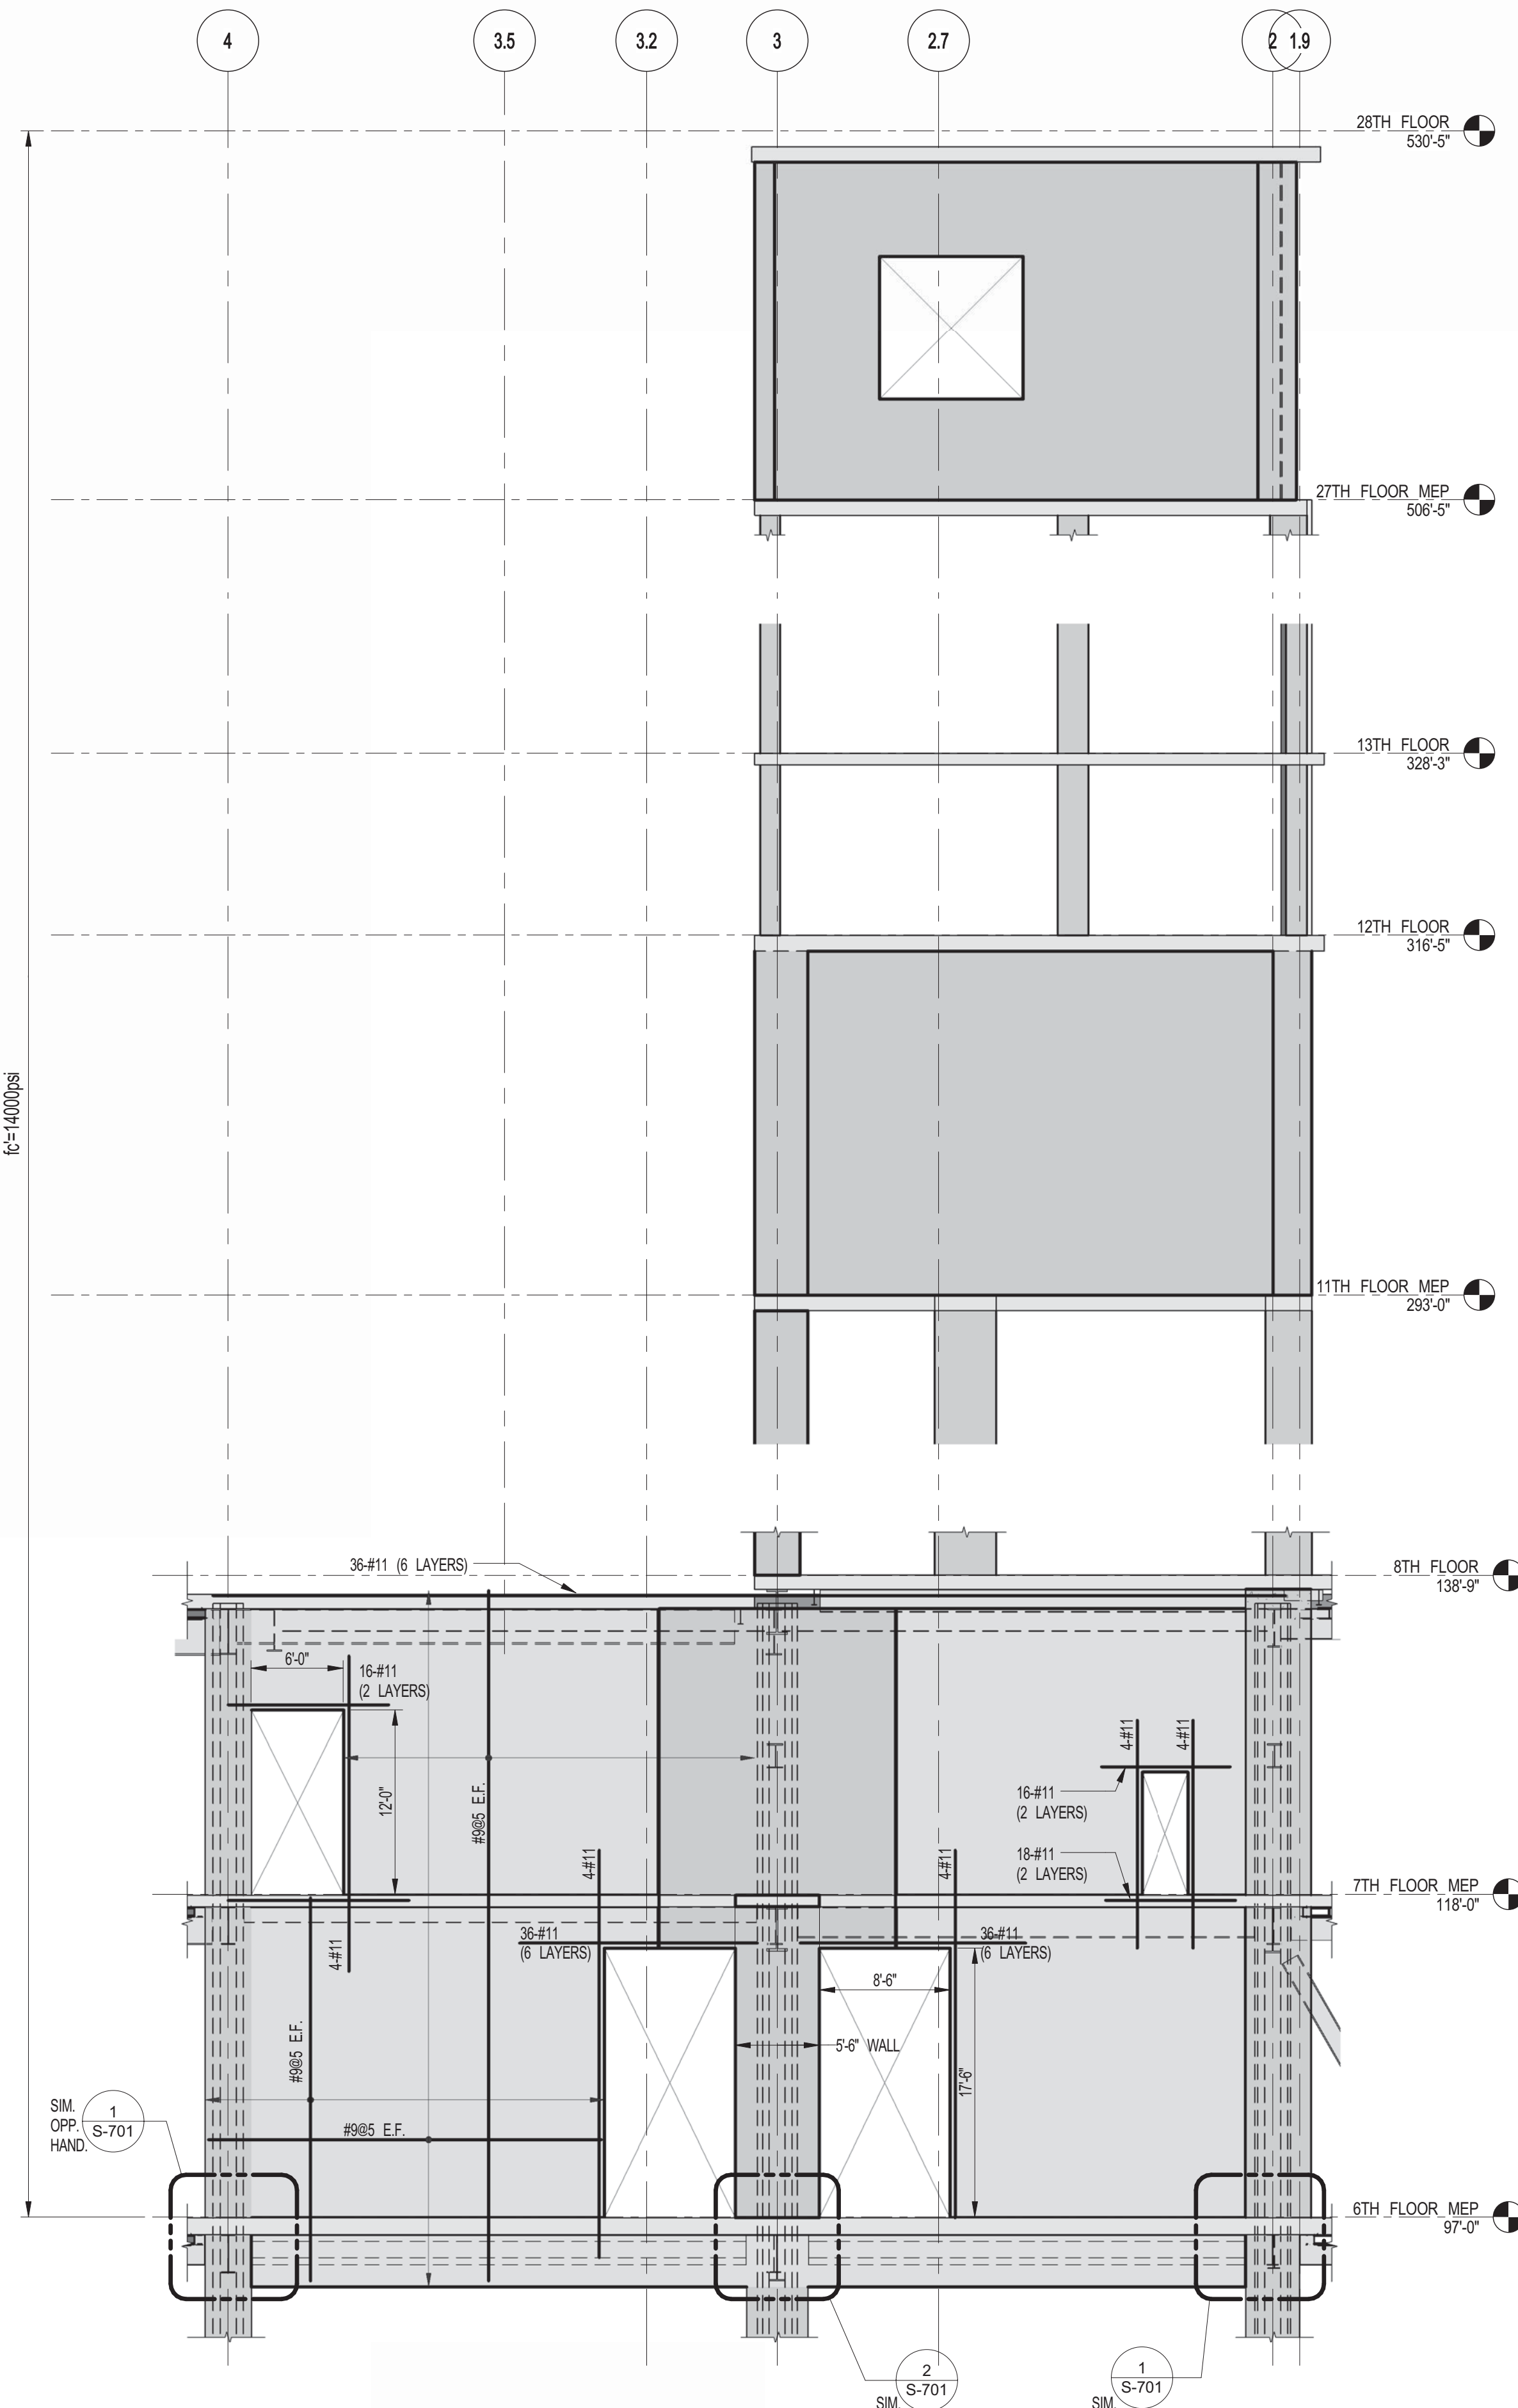 4
3.5
3.2
3
2.7
2
1.9
28TH FLOOR
530'-5"
27TH FLOOR MEP
506'-5"
13TH FLOOR
328'-3"
12TH FLOOR
316'-5"
fc'=14000psi
11TH FLOOR MEP
293'-0"
36-#11 (6 LAYERS)
8TH FLOOR
138'-9"
6'-0"
16-#11
(2 LAYERS)
12'-0"
#9@5 E.F.
4-#11
4-#11
16-#11
(2 LAYERS)
18-#11
(2 LAYERS)
4-#11
4-#11
7TH FLOOR MEP
118'-0"
4-#11
36-#11
(6 LAYERS)
36-#11
(6 LAYERS)
8'-6"
5'-6" WALL
17'-6"
#9@5 E.F.
#9@5 E.F.
SIM.
OPP.
HAND.
1
S-701
6TH FLOOR MEP
97'-0"
2
S-701
SIM.
1
S-701
SIM.